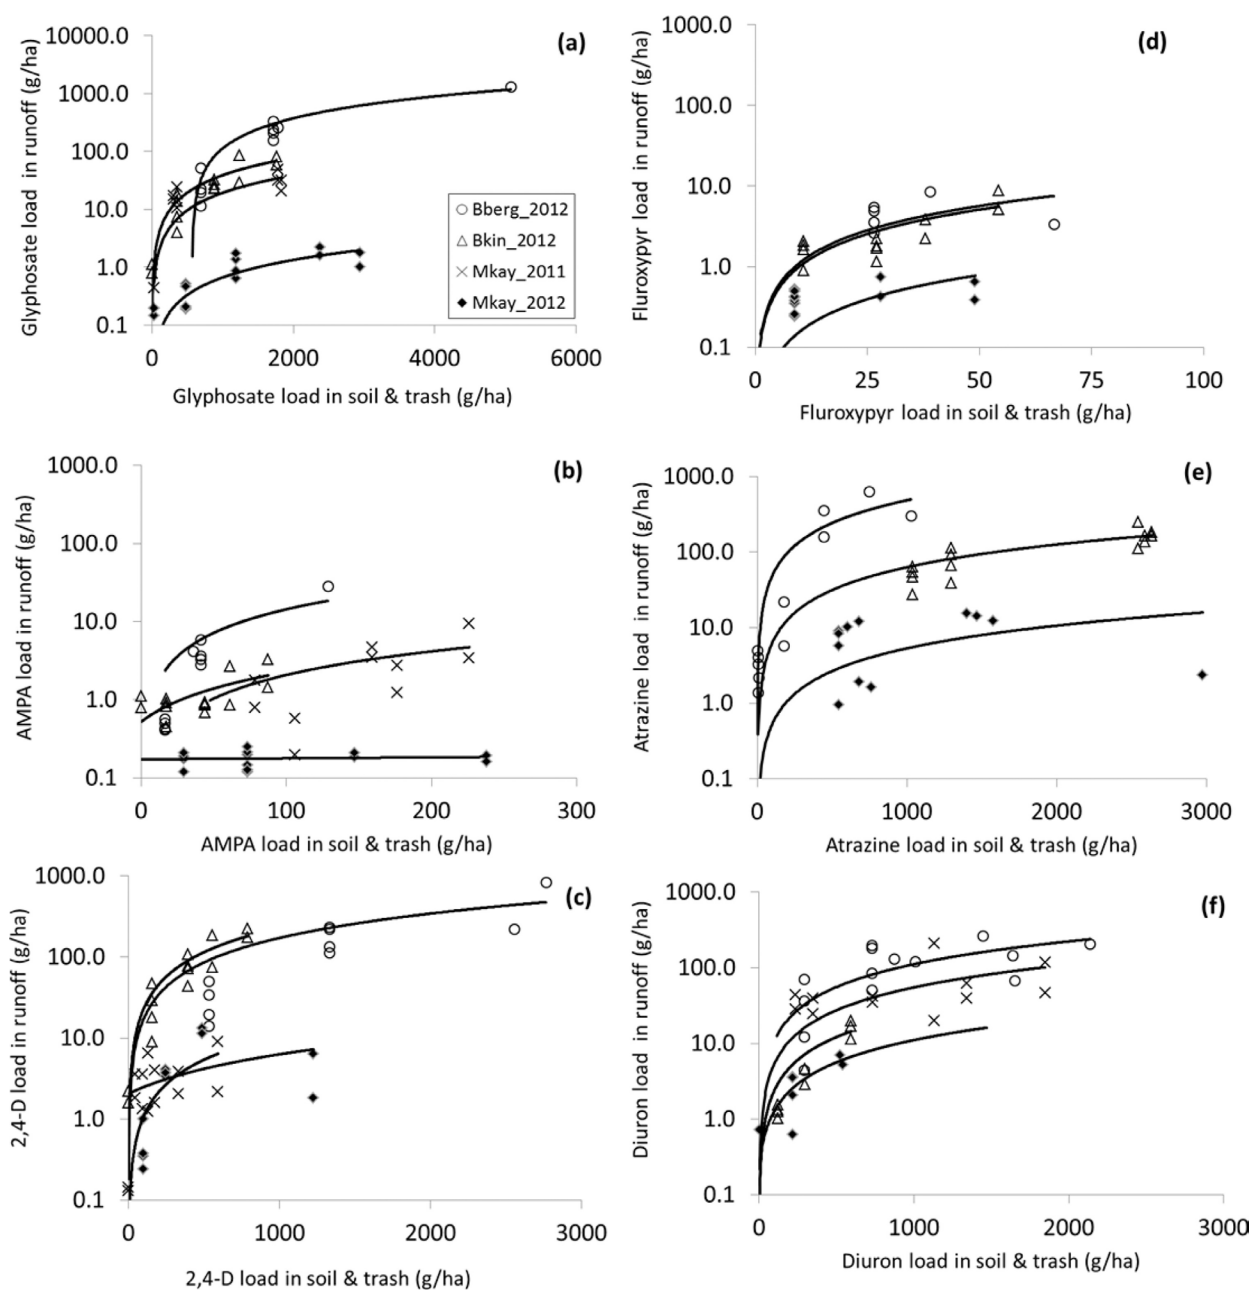 (a)
10000.0
1000.0
100.0
10.0
1.0
0.1
Glyphosate load in runoff (g/ha)
Bberg_2012
Bkin_2012
Mkay_2011
Mkay_2012
0 2000 4000 6000
Glyphosate load in soil & trash (g/ha)
(d)
1000.0
100.0
10.0
1.0
0.1
Fluroxypyr load in runoff (g/ha)
0 25 50 75 100
Fluroxypyr load in soil & trash (g/ha)
(b)
1000.0
100.0
10.0
1.0
0.1
AMPA load in runoff (g/ha)
0 100 200 300
AMPA load in soil & trash (g/ha)
(e)
1000.0
100.0
10.0
1.0
0.1
Atrazine load in runoff (g/ha)
0 1000 2000 3000
Atrazine load in soil & trash (g/ha)
(c)
1000.0
100.0
10.0
1.0
0.1
2,4-D load in runoff (g/ha)
0 1000 2000 3000
2,4-D load in soil & trash (g/ha)
(f)
1000.0
100.0
10.0
1.0
0.1
Diuron load in runoff (g/ha)
0 1000 2000 3000
Diuron load in soil & trash (g/ha)